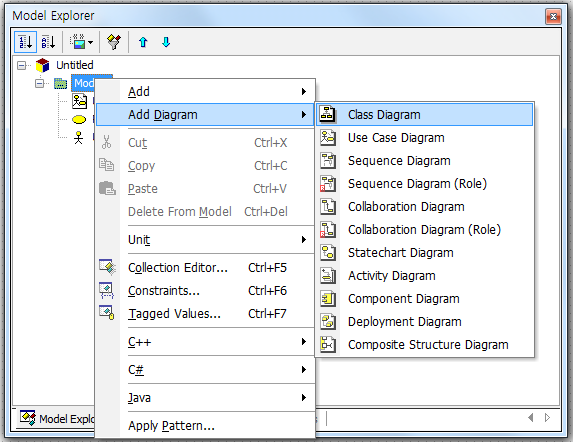 Model Explorer
Untitled
Add
Add Diagram
Cut Ctrl+X
Copy Ctrl+C
Paste Ctrl+V
Delete From Model Ctrl+Del
Unit
Collection Editor... Ctrl+F5
Constraints... Ctrl+F6
Tagged Values... Ctrl+F7
C++
C#
Java
Apply Pattern...
Class Diagram
Use Case Diagram
Sequence Diagram
Sequence Diagram (Role)
Collaboration Diagram
Collaboration Diagram (Role)
Statechart Diagram
Activity Diagram
Component Diagram
Deployment Diagram
Composite Structure Diagram
Model Explo